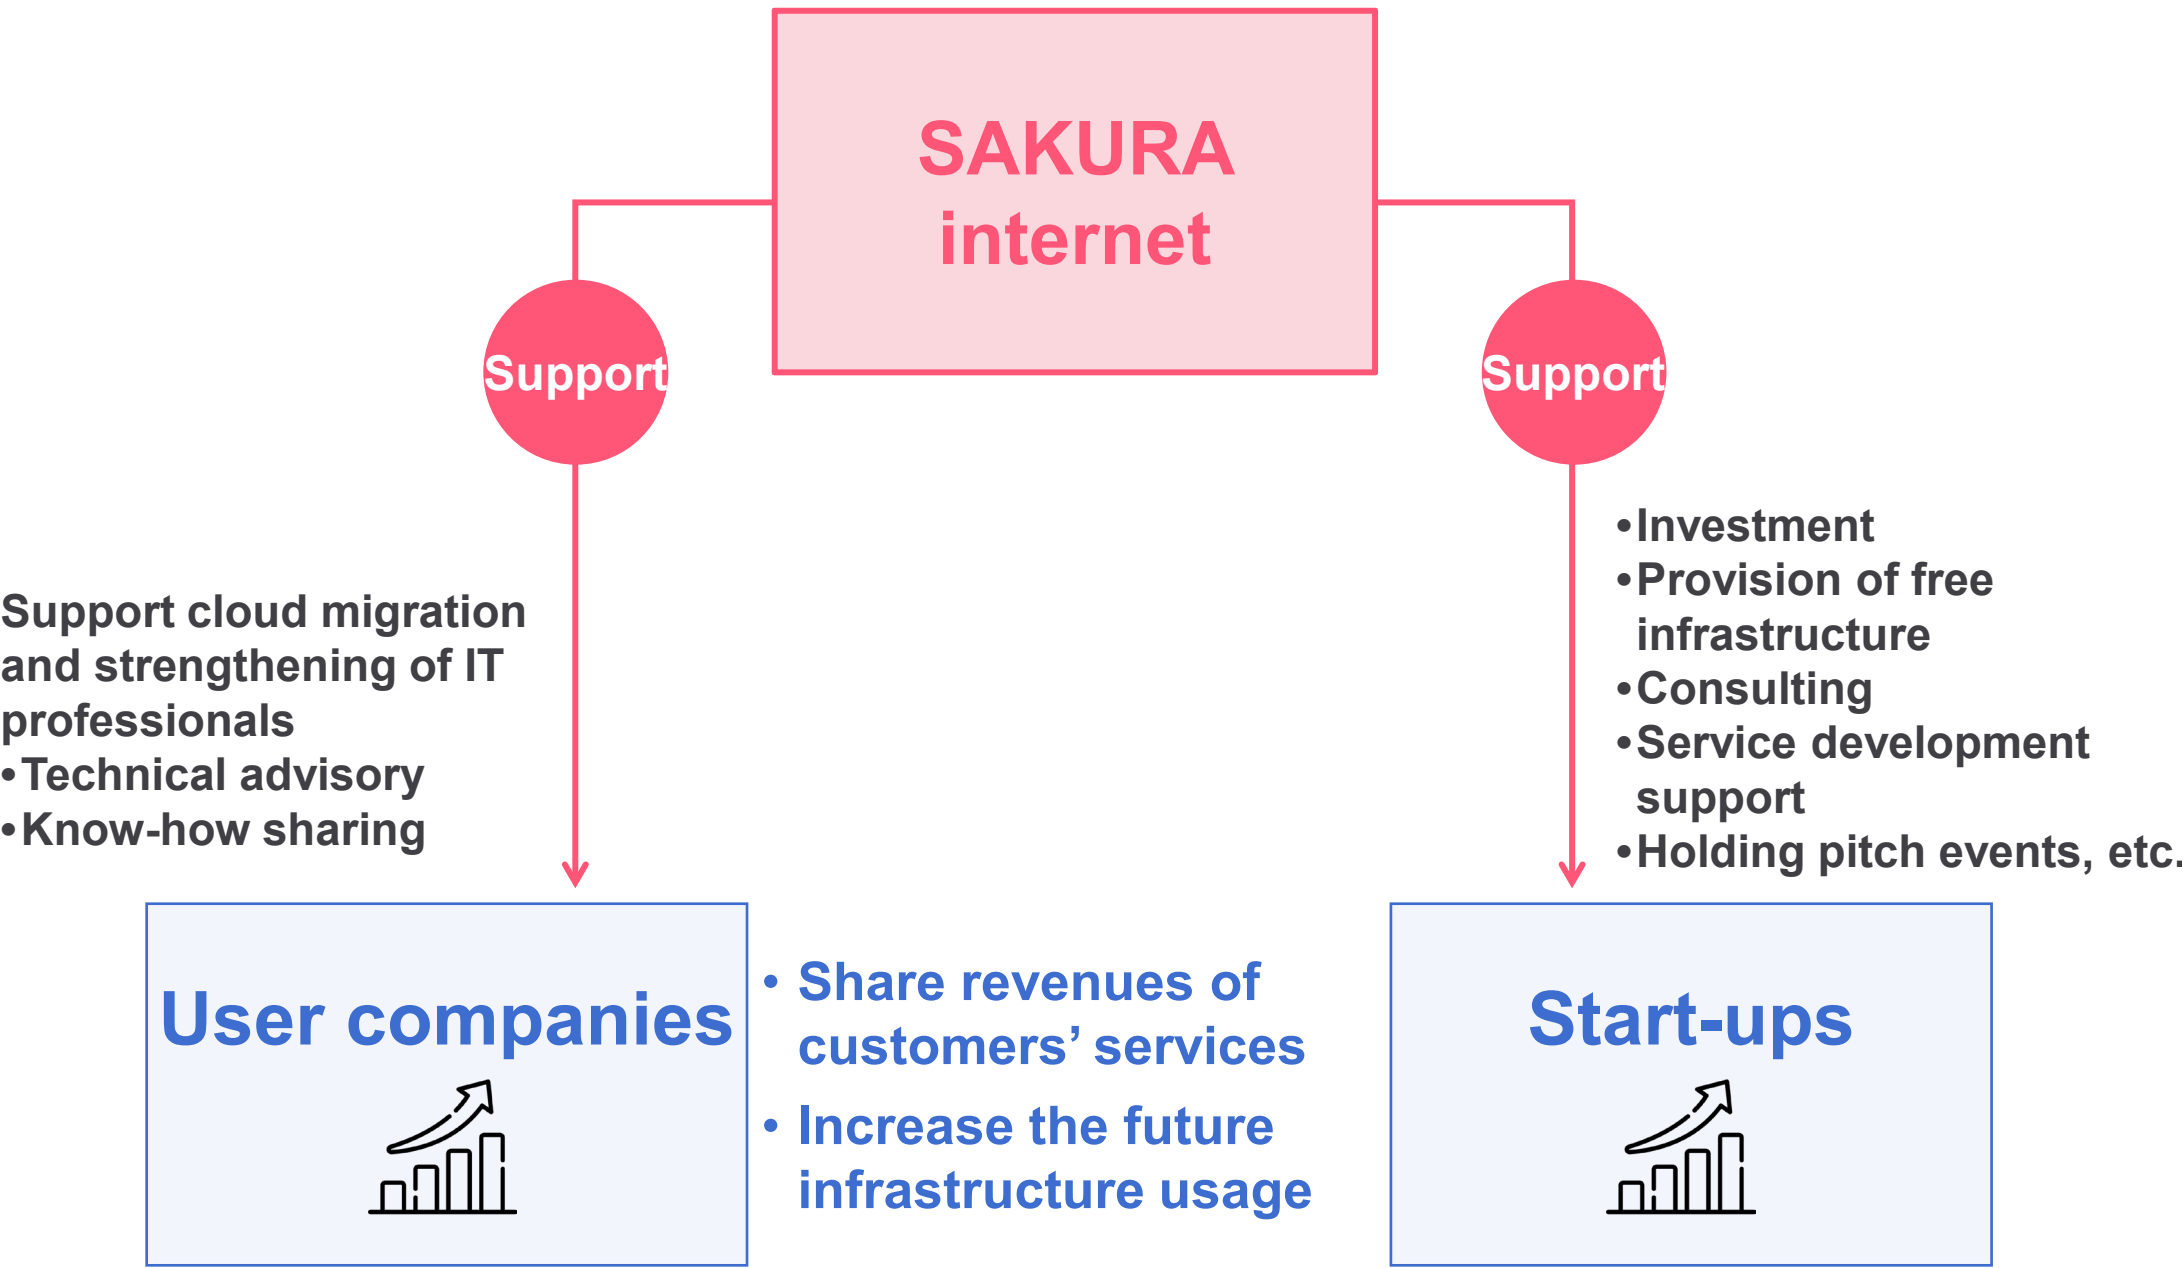 SAKURA
internet
Support
Support
Support cloud migration
and strengthening of IT
professionals
•Technical advisory
•Know-how sharing
•Investment
•Provision of free
infrastructure
•Consulting
•Service development
support
•Holding pitch events, etc.
User companies
• Share revenues of
customers’ services
• Increase the future
infrastructure usage
Start-ups